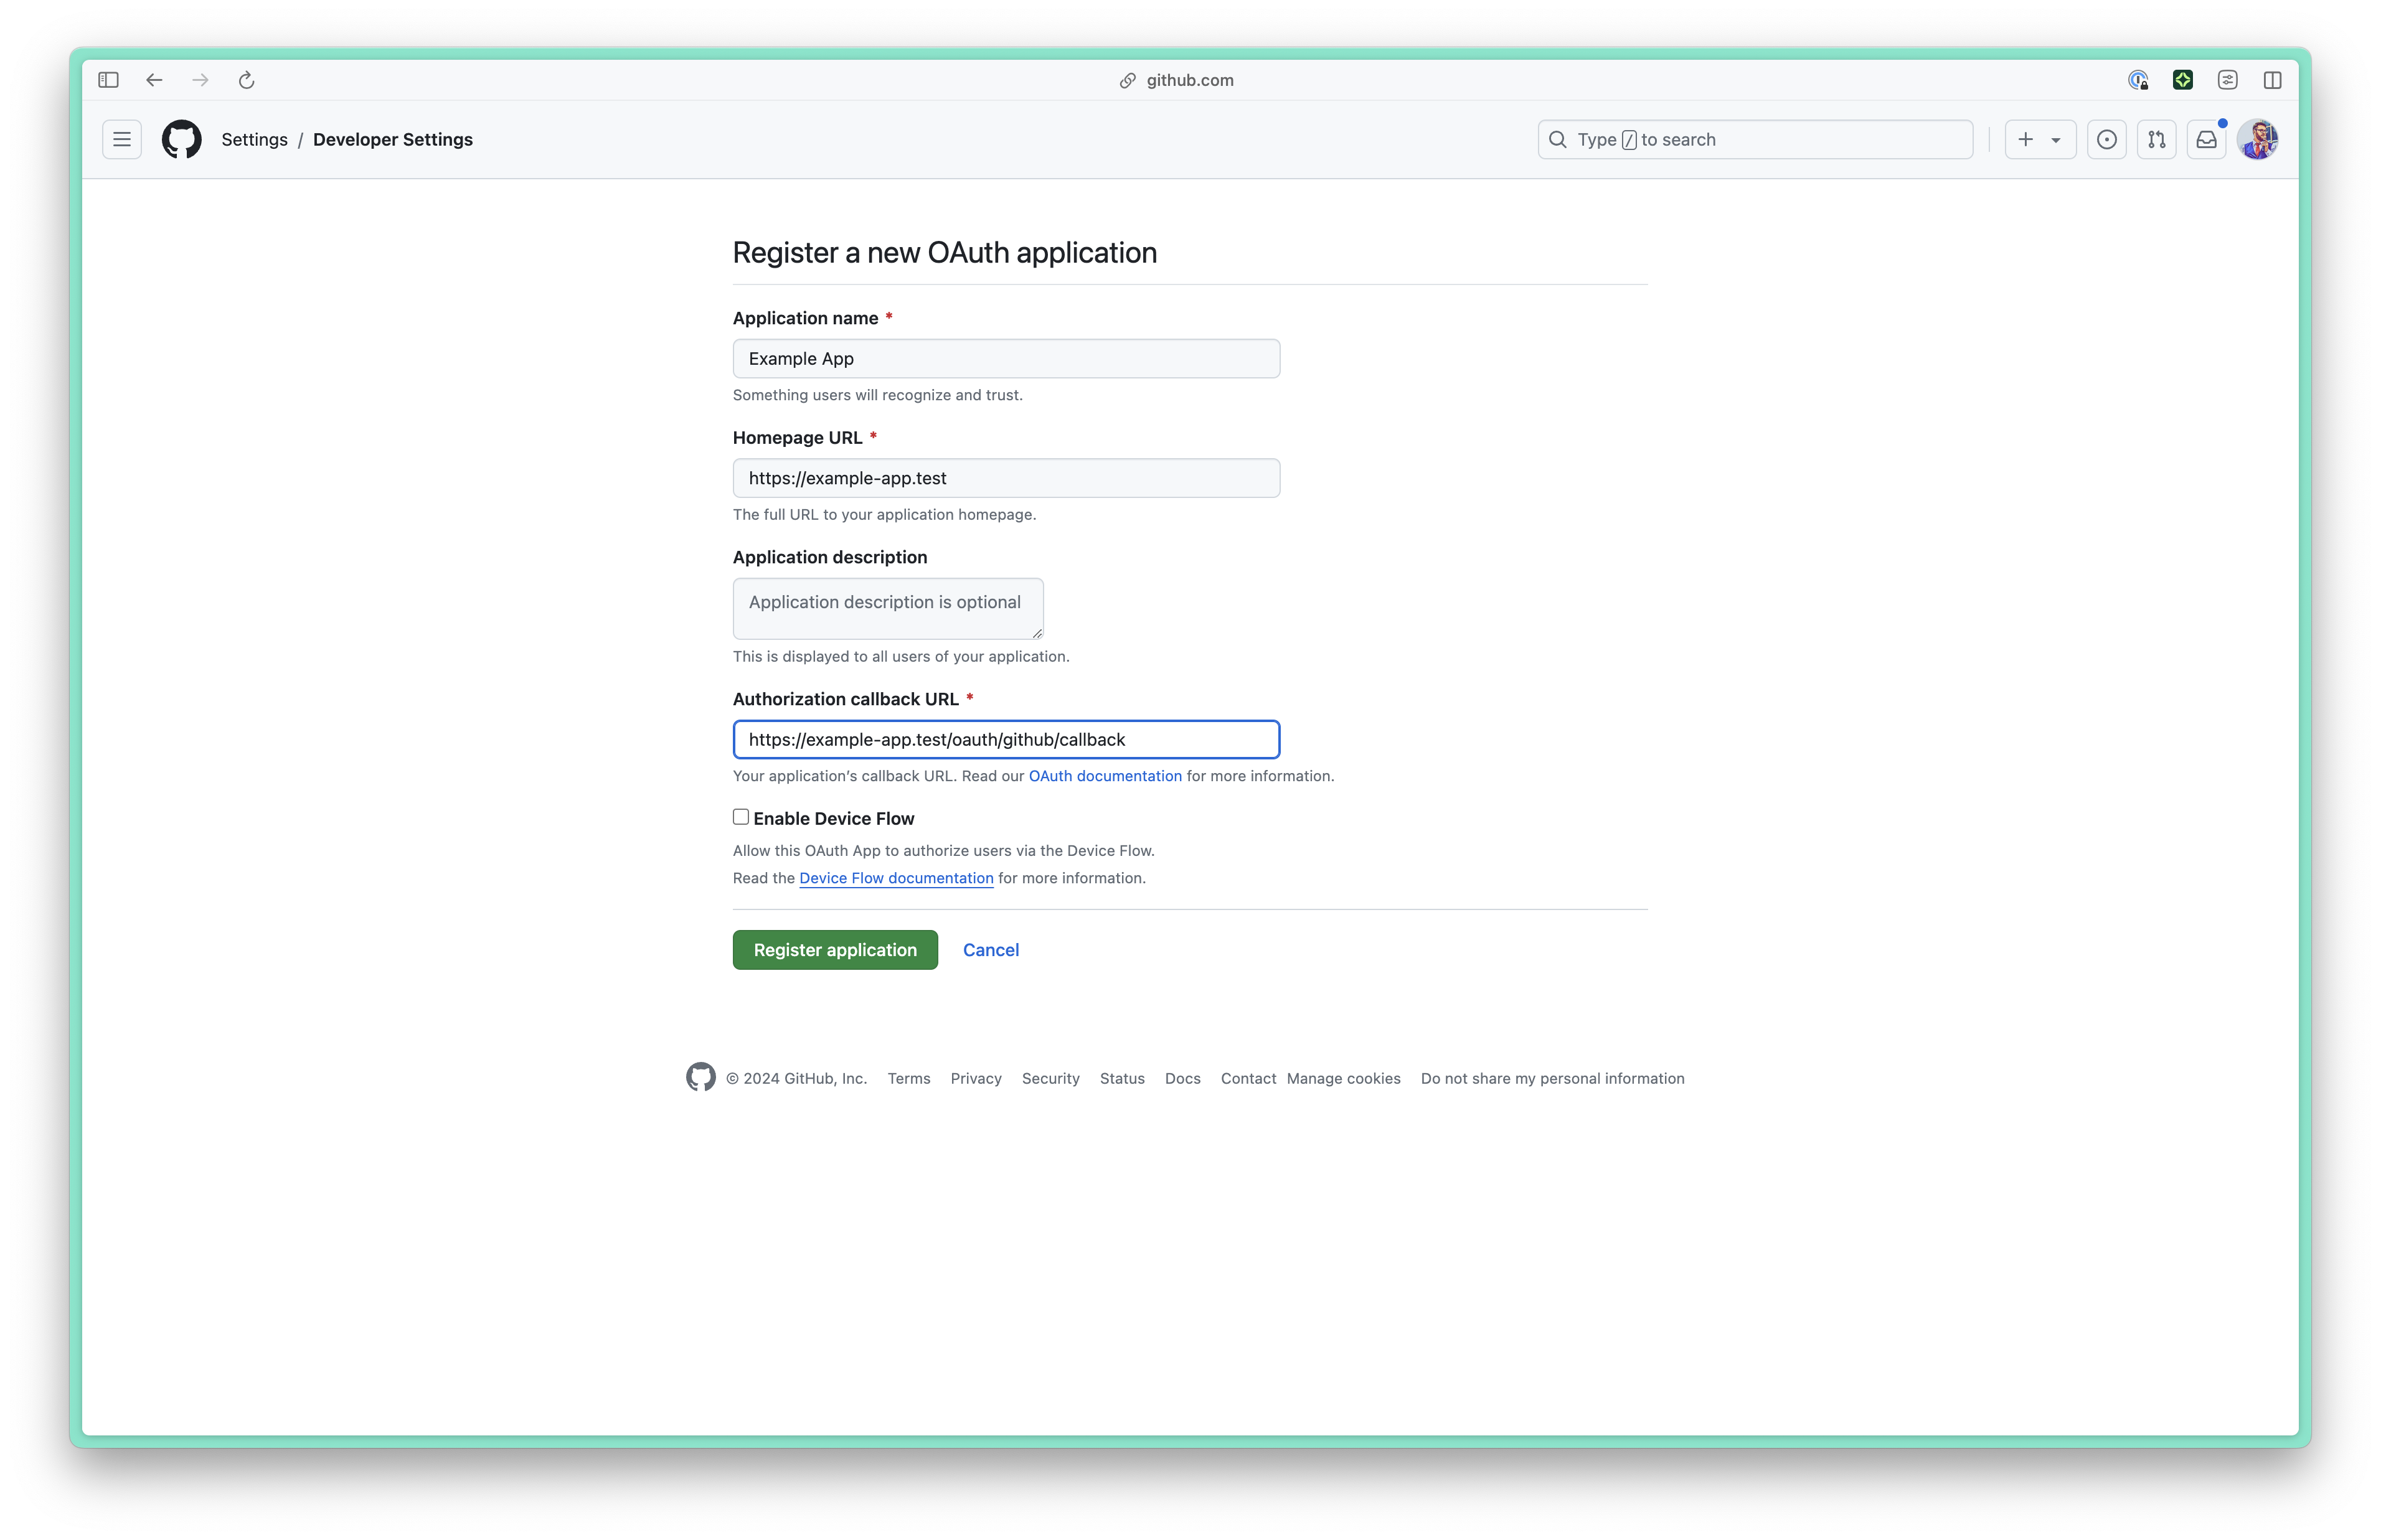 github.com
Settings / Developer Settings
Type / to search
Register a new OAuth application
Application name *
Example App
Something users will recognize and trust.
Homepage URL *
https://example-app.test
The full URL to your application homepage.
Application description
Application description is optional
This is displayed to all users of your application.
Authorization callback URL *
https://example-app.test/oauth/github/callback
Your application’s callback URL. Read our OAuth documentation for more information.
Enable Device Flow
Allow this OAuth App to authorize users via the Device Flow.
Read the Device Flow documentation for more information.
Register application Cancel
© 2024 GitHub, Inc. Terms Privacy Security Status Docs Contact Manage cookies Do not share my personal information